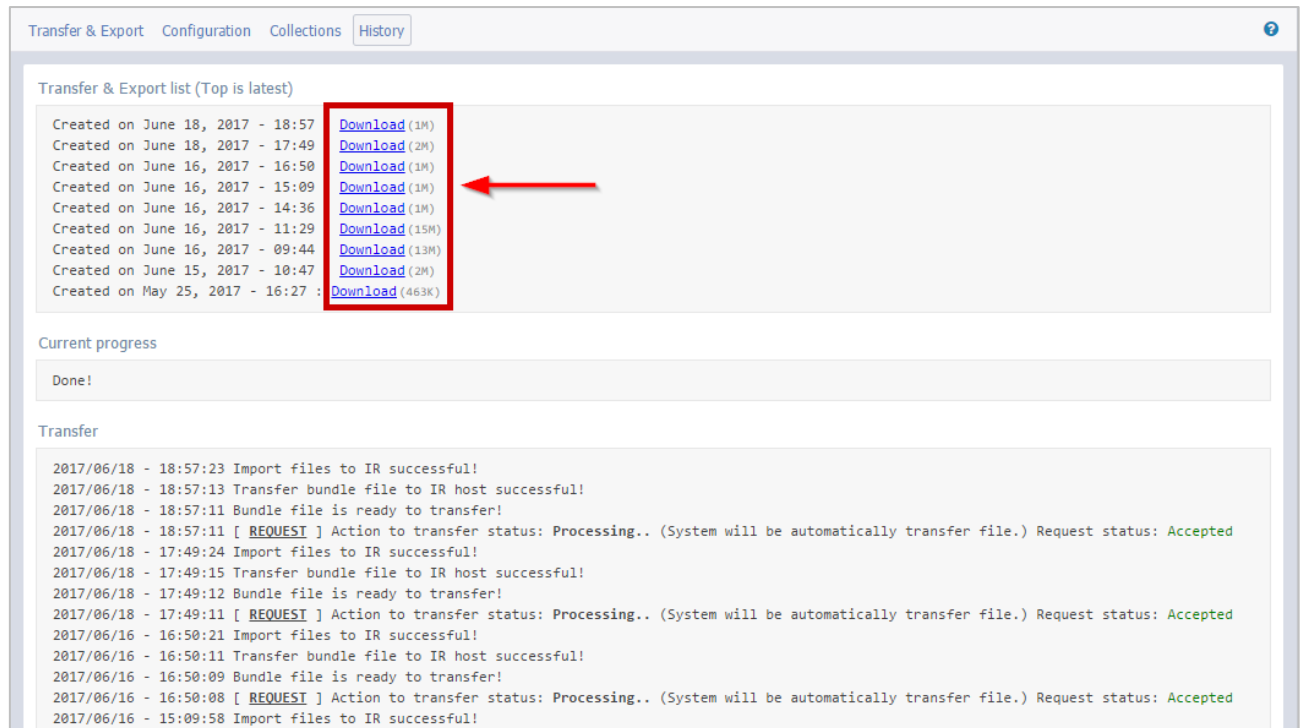 Transfer & Export Configuration Collections History
Transfer & Export list (Top is latest)
Created on June 18, 2017 - 18:57 Download (1M)
Created on June 18, 2017 - 17:49 Download (2M)
Created on June 16, 2017 - 16:50 Download (1M)
Created on June 16, 2017 - 15:09 Download (1M)
Created on June 16, 2017 - 14:36 Download (1M)
Created on June 16, 2017 - 11:29 Download (15M)
Created on June 16, 2017 - 09:44 Download (13M)
Created on June 15, 2017 - 10:47 Download (2M)
Created on May 25, 2017 - 16:27 : Download (463K)
Current progress
Done!
Transfer
2017/06/18 - 18:57:23 Import files to IR successful!
2017/06/18 - 18:57:13 Transfer bundle file to IR host successful!
2017/06/18 - 18:57:11 Bundle file is ready to transfer!
2017/06/18 - 18:57:11 [ REQUEST ] Action to transfer status: Processing.. (System will be automatically transfer file.) Request status: Accepted
2017/06/18 - 17:49:24 Import files to IR successful!
2017/06/18 - 17:49:15 Transfer bundle file to IR host successful!
2017/06/18 - 17:49:12 Bundle file is ready to transfer!
2017/06/18 - 17:49:11 [ REQUEST ] Action to transfer status: Processing.. (System will be automatically transfer file.) Request status: Accepted
2017/06/16 - 16:50:21 Import files to IR successful!
2017/06/16 - 16:50:11 Transfer bundle file to IR host successful!
2017/06/16 - 16:50:09 Bundle file is ready to transfer!
2017/06/16 - 16:50:08 [ REQUEST ] Action to transfer status: Processing.. (System will be automatically transfer file.) Request status: Accepted
2017/06/16 - 15:09:58 Import files to IR successful!